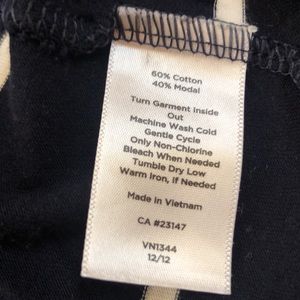 60% Cotton
40% Modal
Turn Garment Inside
Out
Machine Wash Cold
Gentle Cycle
Only Non-Chlorine
Bleach When Needed
Tumble Dry Low
Warm Iron, if Needed
Made in Vietnam
CA #23147
VN1344
12/12